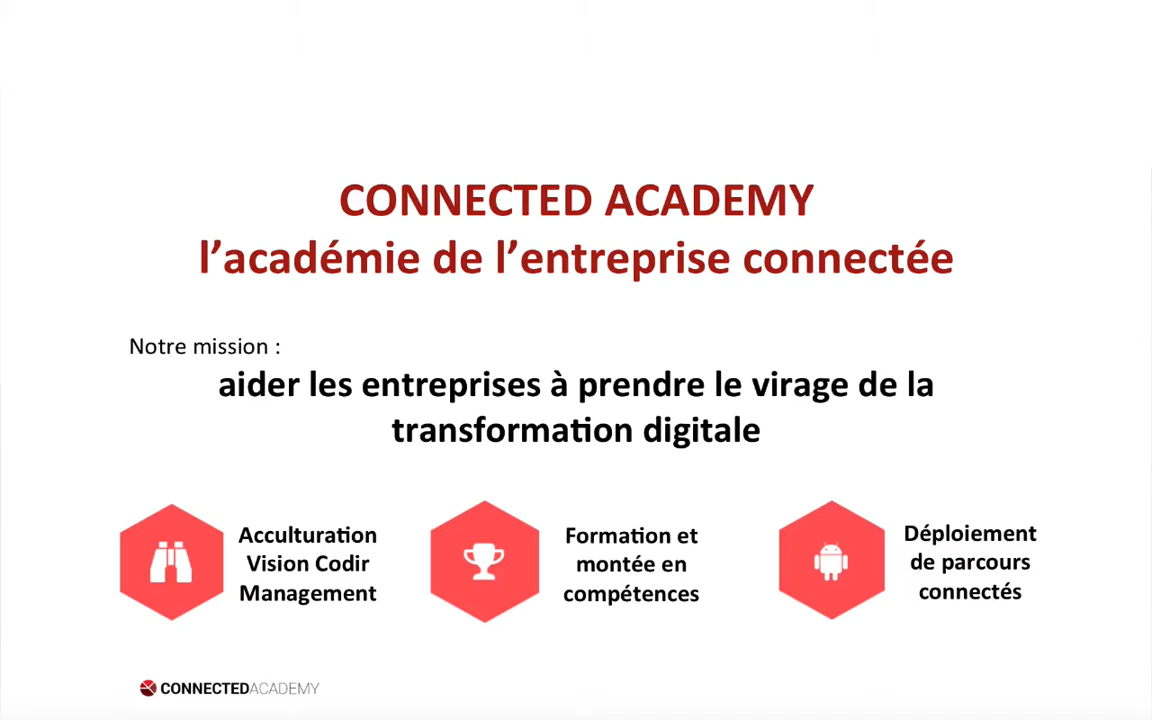 CONNECTED ACADEMY
l’académie de l’entreprise connectée
Notre mission :
aider les entreprises à prendre le virage de la
transformation digitale
Acculturation
Vision Codir
Management
Formation et
montée en
compétences
Déploiement
de parcours
connectés
CONNECTEDACADEMY